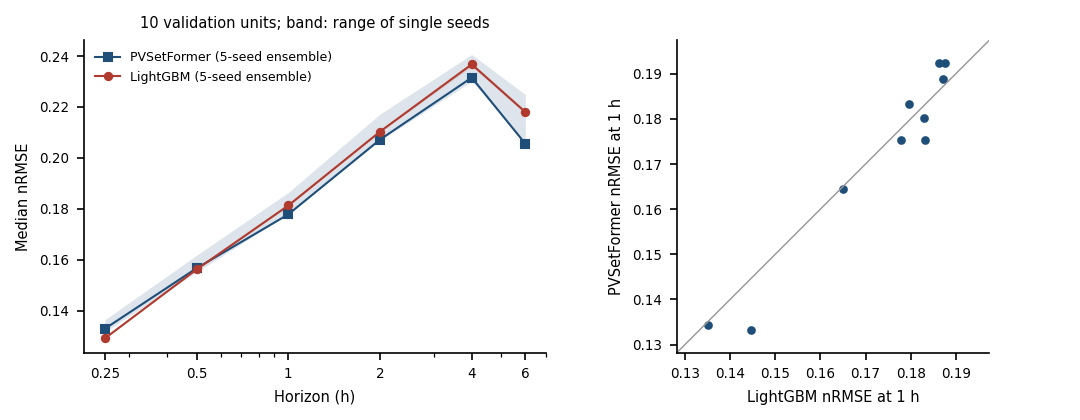 10 validation units; band: range of single seeds
PVSetFormer (5-seed ensemble)
LightGBM (5-seed ensemble)
Median nRMSE
0.24
0.22
0.20
0.18
0.16
0.14
0.25 0.5 1 2 4 6
Horizon (h)
PVSetFormer nRMSE at 1 h
0.19
0.18
0.17
0.16
0.15
0.14
0.13
0.13 0.14 0.15 0.16 0.17 0.18 0.19
LightGBM nRMSE at 1 h